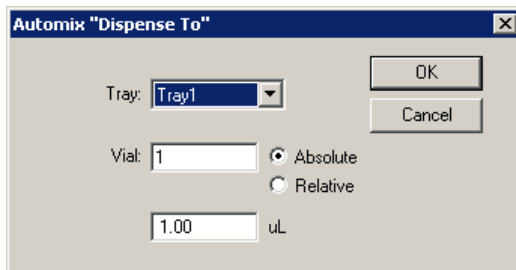 Automix "Dispense To"
Tray: Tray1
OK
Cancel
Vial: 1
Absolute
Relative
1.00 uL